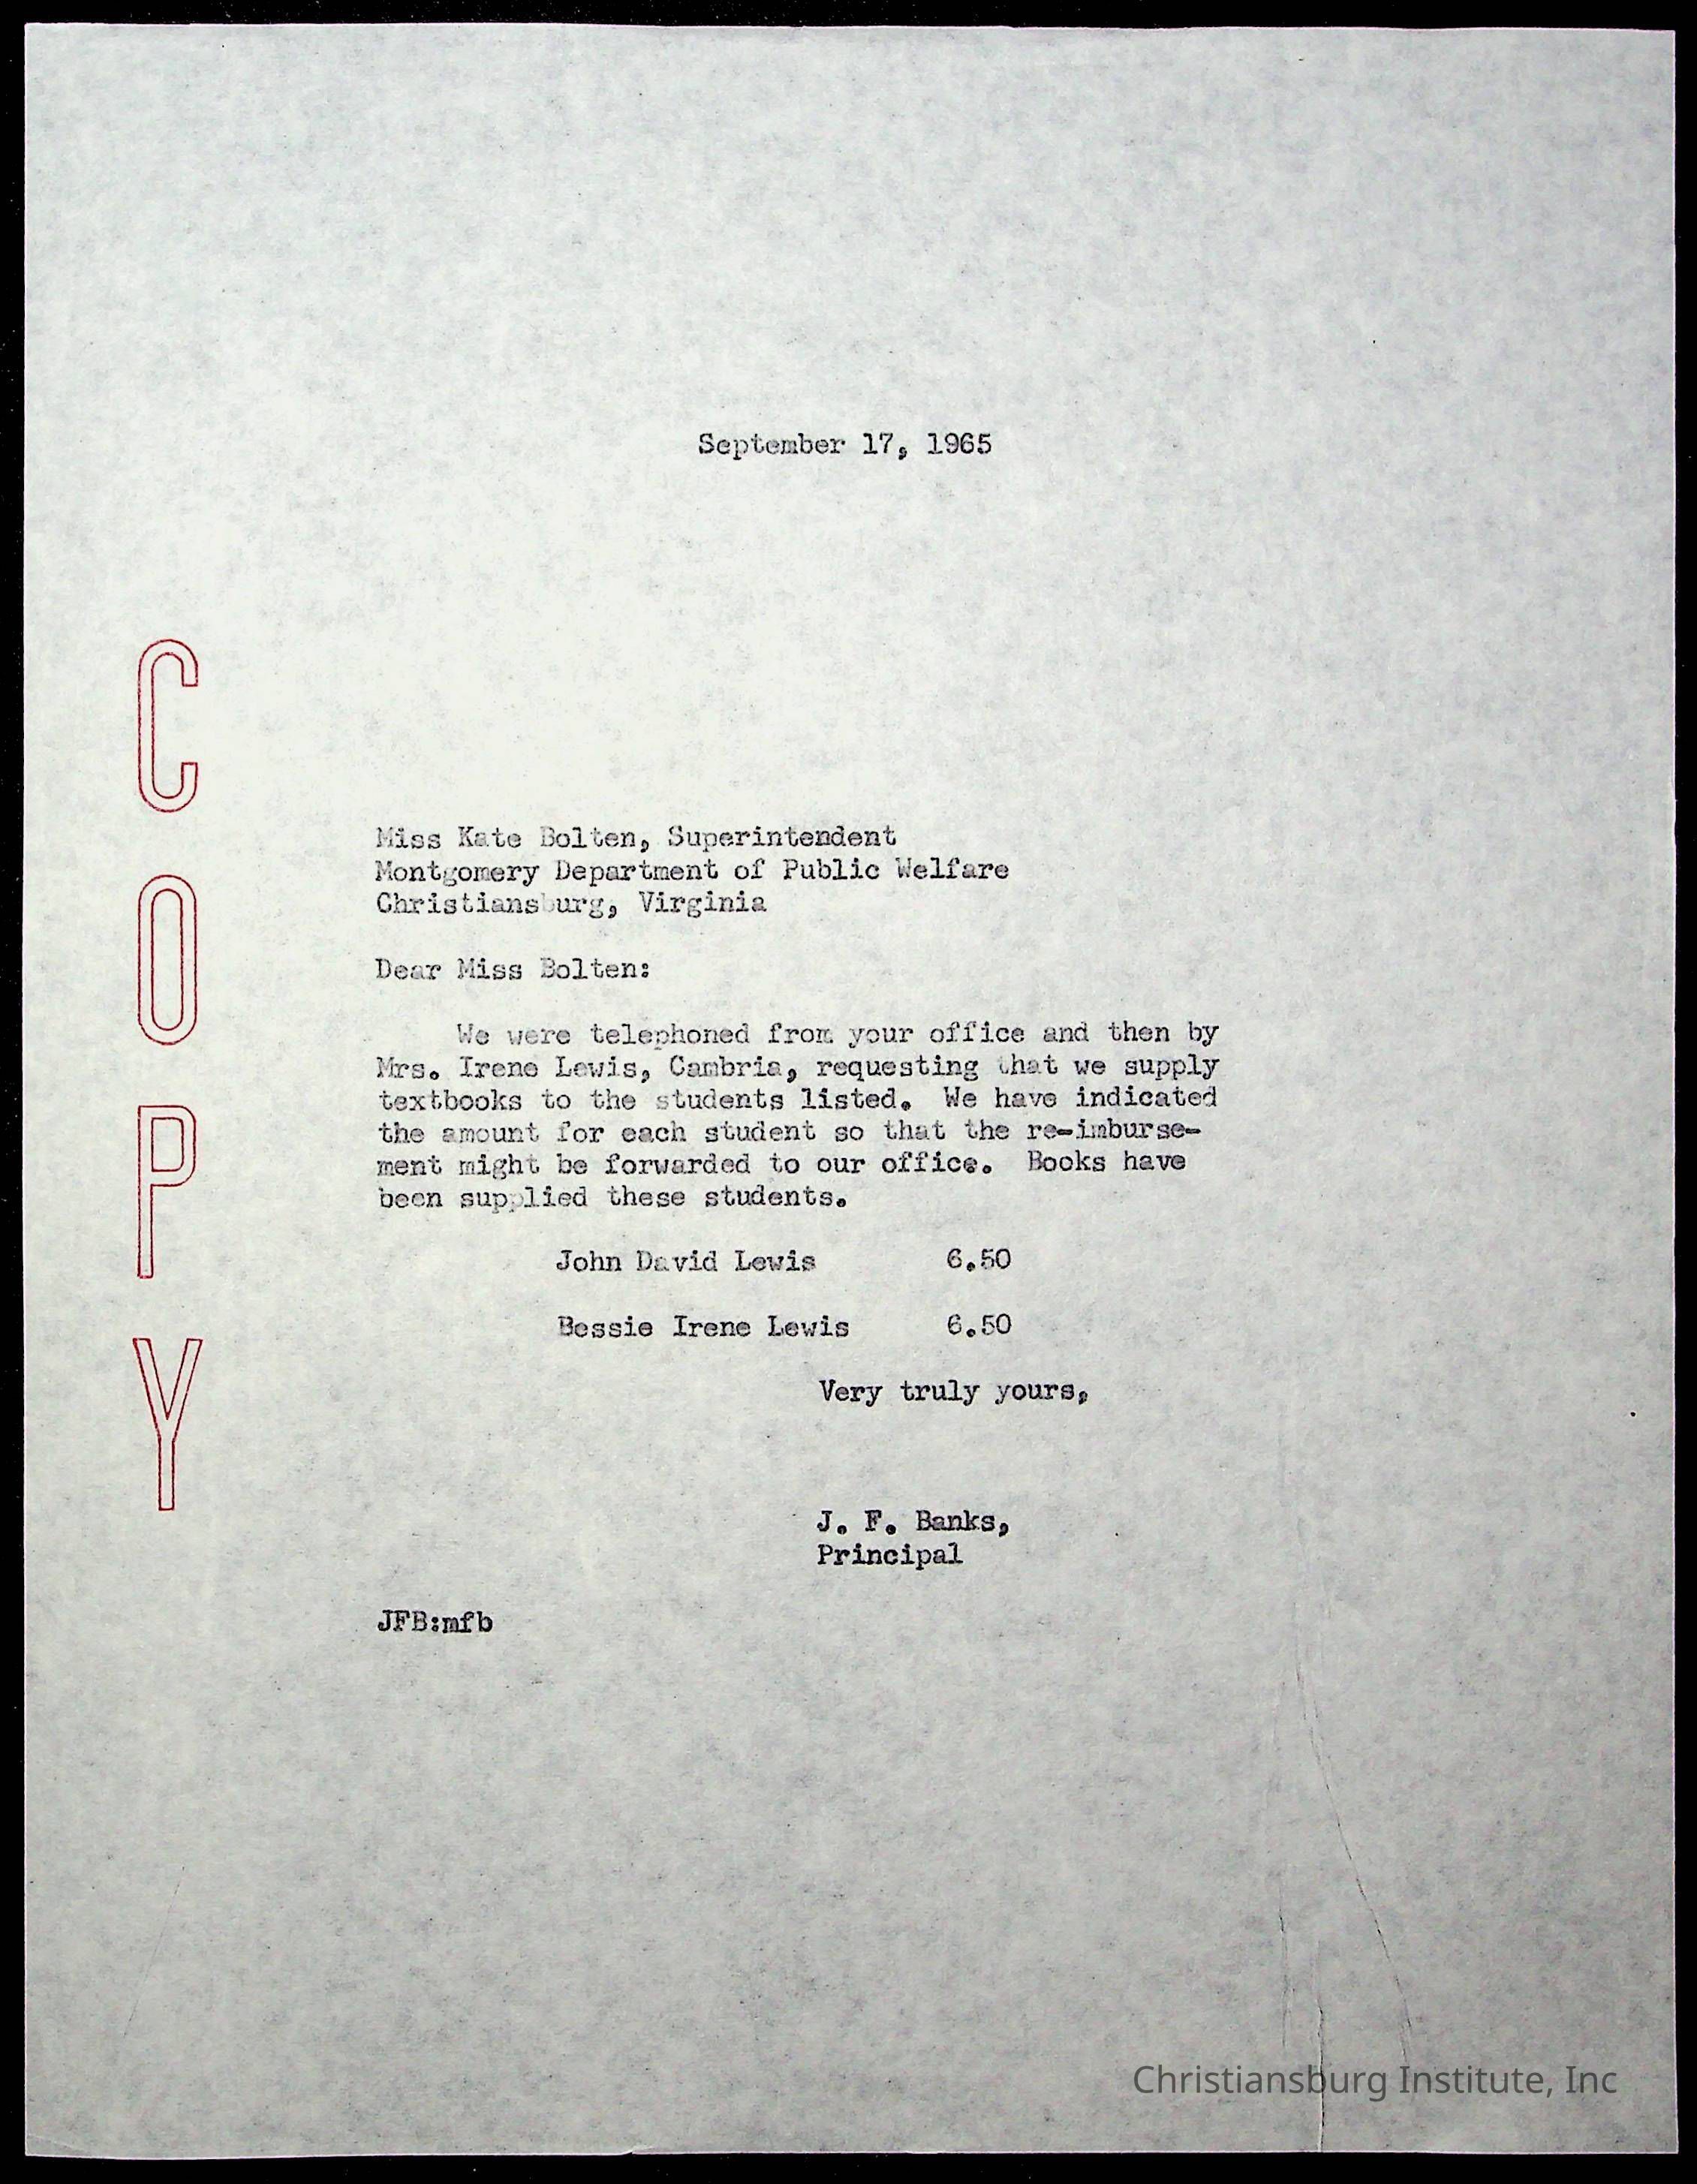 September 17, 1965
COPY
Miss Kate Bolten, Superintendent
Montgomery Department of Public Welfare
Christiansburg, Virginia
Dear Miss Bolten:
We were telephoned from your office and then by
Mrs. Irene Lewis, Cambria, requesting that we supply
textbooks to the students listed. We have indicated
the amount for each student so that the re-imburse-
ment might be forwarded to our office. Books have
been supplied these students.
John David Lewis 6.50
Bessie Irene Lewis 6.50
Very truly yours,
J. F. Banks,
Principal
JFB:mfb
Christiansburg Institute, Inc